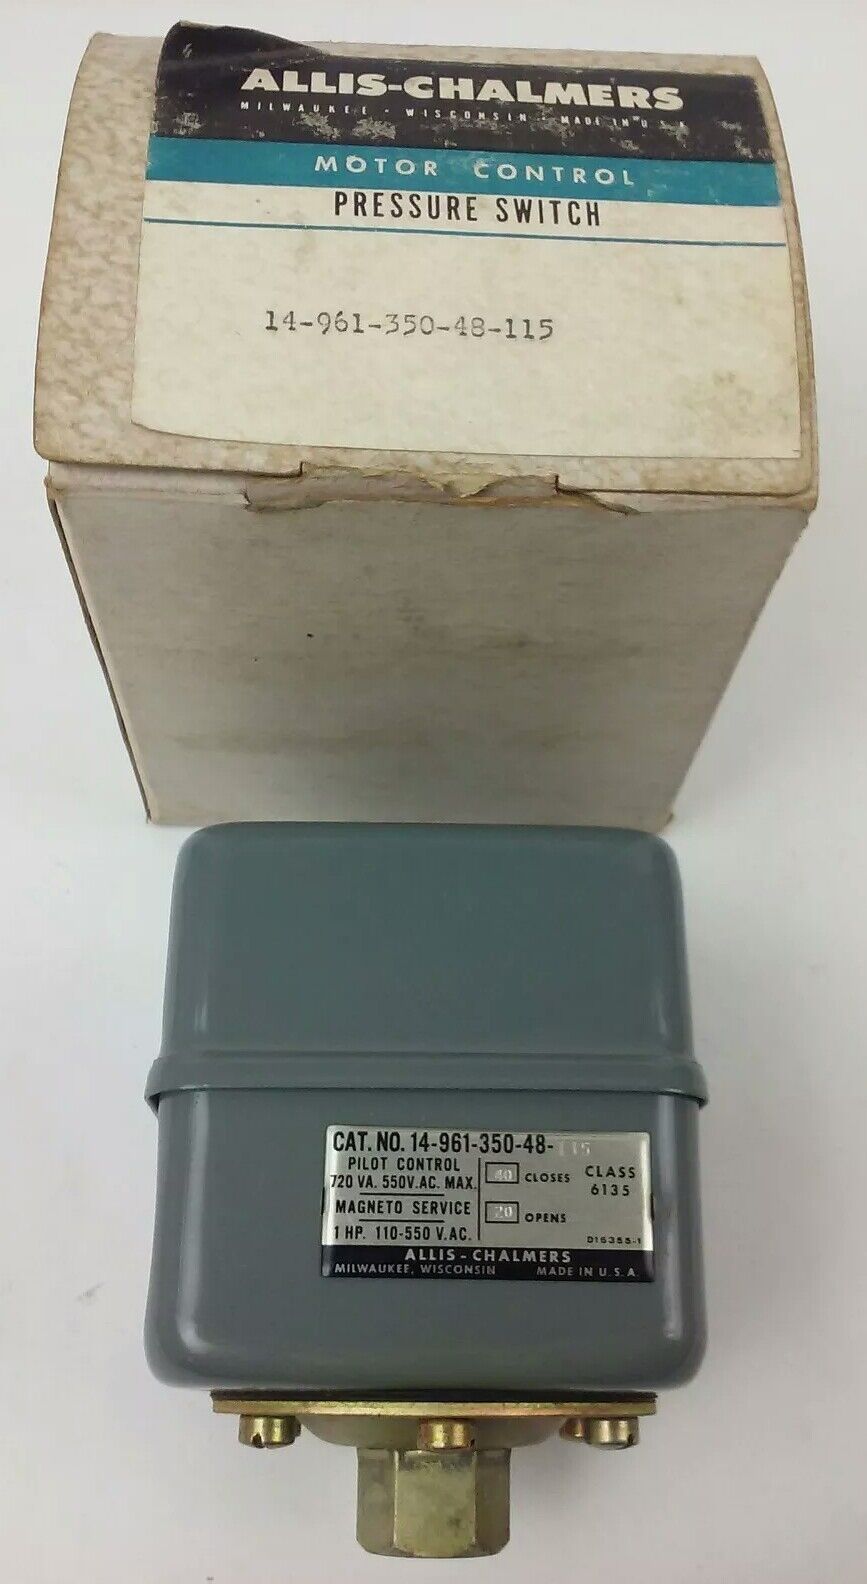 ALLIS-CHALMERS
MILWAUKEE - WISCONSIN - MADE IN U.S.A
MOTOR CONTROL
PRESSURE SWITCH
14-961-350-48-115
CAT. NO. 14-961-350-48-115
PILOT CONTROL
720 VA. 550V. AC. MAX.
MAGNETO SERVICE
1 HP. 110-550 V. AC.
40 CLOSES
20 OPENS
CLASS
6135
D16355-1
ALLIS-CHALMERS
MILWAUKEE, WISCONSIN MADE IN U.S.A.